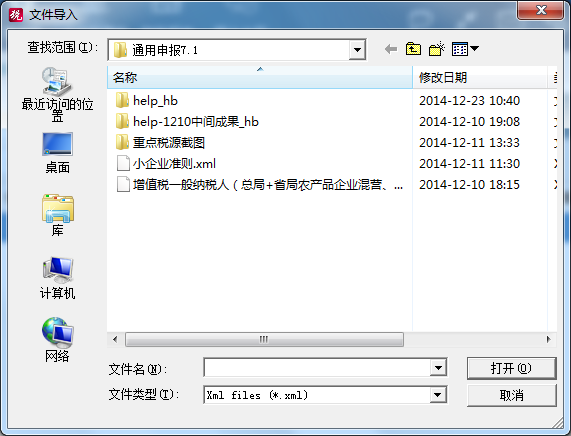 文件导入
查找范围(I):
通用申报7.1
最近访问的位置
桌面
库
计算机
网络
名称 修改日期
help_hb 2014-12-23 10:40
help-1210中间成果_hb 2014-12-10 19:08
重点税源截图 2014-12-11 13:33
小企业准则.xml 2014-12-11 11:30
增值税一般纳税人（总局+省局农产品企业混营、... 2014-12-10 18:15
文件名(N):
打开(O)
文件类型(T): Xml files (*.xml)
取消